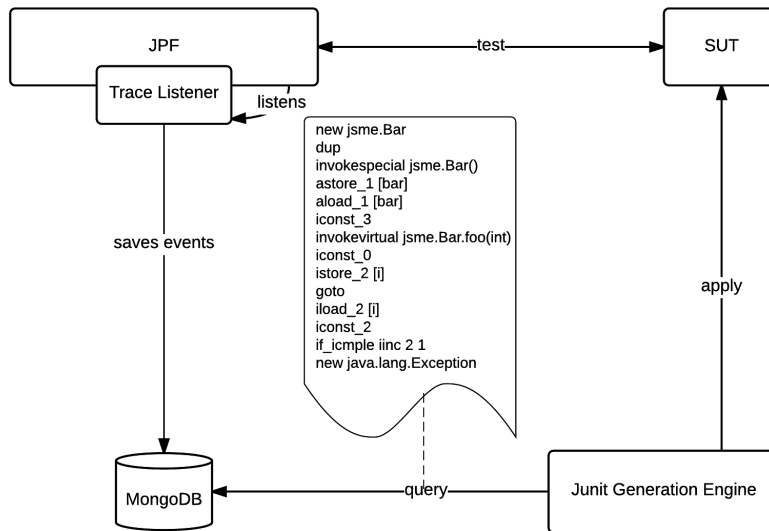 JPF
test
SUT
Trace Listener
listens
new jsme.Bar
dup
invokespecial jsme.Bar()
astore_1 [bar]
aload_1 [bar]
iconst_3
invokevirtual jsme.Bar.foo(int)
iconst_0
istore_2 [i]
goto
iload_2 [i]
iconst_2
if_icmple iinc 2 1
new java.lang.Exception
saves events
apply
MongoDB
query
Junit Generation Engine